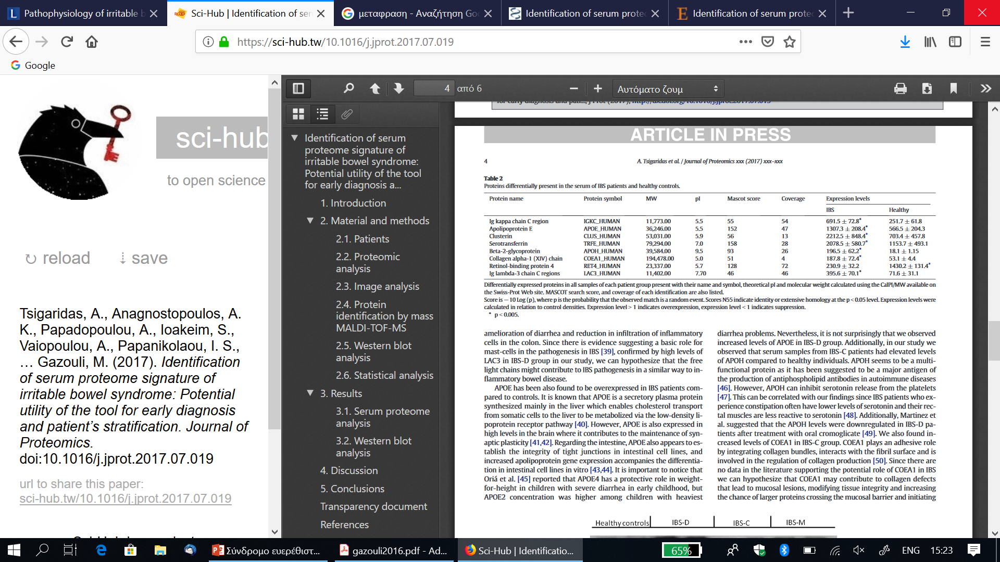 Pathophysiology of irritable b
Sci-Hub | Identification of ser
μεταφραση - Αναζήτηση Goo
Identification of serum prote
Identification of serum prote
https://sci-hub.tw/10.1016/j.jprot.2017.07.019
Google
4 από 6
Αυτόματο ζουμ
sci-hub
to open science
reload
save
Tsigaridas, A., Anagnostopoulos, A.
K., Papadopoulou, A., Ioakeim, S.,
Vaiopoulou, A., Papanikolaou, I. S.,
… Gazouli, M. (2017). Identification
of serum proteome signature of
irritable bowel syndrome: Potential
utility of the tool for early diagnosis
and patient’s stratification. Journal of
Proteomics.
doi:10.1016/j.jprot.2017.07.019
url to share this paper:
sci-hub.tw/10.1016/j.jprot.2017.07.019
Identification of serum
proteome signature of
irritable bowel syndrome:
Potential utility of the tool
for early diagnosis a...
1. Introduction
2. Material and methods
2.1. Patients
2.2. Proteomic
analysis
2.3. Image analysis
2.4. Protein
identification by mass
MALDI-TOF-MS
2.5. Western blot
analysis
2.6. Statistical analysis
3. Results
3.1. Serum proteome
analysis
3.2. Western blot
analysis
4. Discussion
5. Conclusions
Transparency document
References
ARTICLE IN PRESS
4 A. Tsigaridas et al. / Journal of Proteomics xxx (2017) xxx–xxx
Table 2
Proteins differentially present in the serum of IBS patients and healthy controls.
Protein name Protein symbol MW pI Mascot score Coverage Expression levels
IBS Healthy
Ig kappa chain C region IGKC_HUMAN 11,773.00 5.5 55 54 691.5 ± 72.8* 251.7 ± 61.8
Apolipoprotein E APOE_HUMAN 36,246.00 5.5 152 47 1307.3 ± 208.4* 566.5 ± 204.3
Clusterin CLUS_HUMAN 53,031.00 5.9 56 13 2212.5 ± 848.4* 703.4 ± 457.8
Serotransferrin TRFE_HUMAN 79,294.00 7.0 158 28 2078.5 ± 580.7* 1153.7 ± 493.1
Beta-2-glycoprotein APOH_HUMAN 39,584.00 9.5 93 26 196.5 ± 62.2* 18.1 ± 1.15
Collagen alpha-1 (XIV) chain COEA1_HUMAN 194,478.00 5.0 51 4 187.8 ± 72.4* 53.1 ± 4.4
Retinol-binding protein 4 RET4_HUMAN 23,337.00 5.7 128 72 230.9 ± 32.2 1430.2 ± 131.4*
Ig lambda-3 chain C regions LAC3_HUMAN 11,402.00 7.70 46 46 395.6 ± 70.1* 71.6 ± 31.1
Differentially expressed proteins in all samples of each patient group present with their name and symbol, theoretical pI and molecular weight calculated using the CalPI/MW available on
the Swiss-Prot Web site. MASCOT search score, and coverage of each identification are also listed.
Score is −10 Log (p), where p is the probability that the observed match is a random event. Scores N55 indicate identity or extensive homology at the p < 0.05 level. Expression levels were
calculated in relation to control densities. Expression level > 1 indicates overexpression, expression level < 1 indicates suppression.
* p < 0.005.
amelioration of diarrhea and reduction in infiltration of inflammatory
cells in the colon. Since there is evidence suggesting a basic role for
mast-cells in the pathogenesis in IBS [39], confirmed by high levels of
LAC3 in IBS-D group in our study, we can hypothesize that the free
light chains might contribute to IBS pathogenesis in a similar way to in-
flammatory bowel disease.
APOE has been also found to be overexpressed in IBS patients com-
pared to controls. It is known that APOE is a secretory plasma protein
synthesized mainly in the liver which enables cholesterol transport
from somatic cells to the liver to be metabolized via the low-density li-
poprotein receptor pathway [40]. However, APOE is also expressed in
high levels in the brain where it contributes to the maintenance of syn-
aptic plasticity [41,42]. Regarding the intestine, APOE also appears to es-
tablish the integrity of tight junctions in intestinal cell lines, and
increased apolipoprotein gene expression accompanies the differentia-
tion in intestinal cell lines in vitro [43,44]. It is important to notice that
Oriá et al. [45] reported that APOE4 has a protective role in weight-
for-height in children with severe diarrhea in early childhood, but
APOE2 concentration was higher among children with heaviest
diarrhea problems. Nevertheless, it is not surprisingly that we observed
increased levels of APOE in IBS-D group. Additionally, in our study we
observed that serum samples from IBS-C patients had elevated levels
of APOH compared to healthy individuals. APOH seems to be a multi-
functional protein as it has been suggested to be a major antigen of
the production of antiphospholipid antibodies in autoimmune diseases
[46]. However, APOH can inhibit serotonin release from the platelets
[47]. This can be correlated with our findings since IBS patients who ex-
perience constipation often have lower levels of serotonin and their rec-
tal muscles are less reactive to serotonin [48]. Additionally, Martinez et
al. suggested that the APOH levels were downregulated in IBS-D pa-
tients after treatment with oral cromoglicate [49]. We also found in-
creased levels of COEA1 in IBS-C group. COEA1 plays an adhesive role
by integrating collagen bundles, interacts with the fibril surface and is
involved in the regulation of collagen production [50]. Since there are
no data in the literature supporting the potential role of COEA1 in IBS
we can hypothesize that COEA1 may contribute to collagen defects
that lead to mucosal lesions, modifying tissue integrity and increasing
the chance of larger proteins crossing the mucosal barrier and initiating
Healthy controls IBS-D IBS-C IBS-M
Σύνδρομο ευερέθιστ...
gazouli2016.pdf - Ad...
Sci-Hub | Identificatio...
65%
ENG
15:23